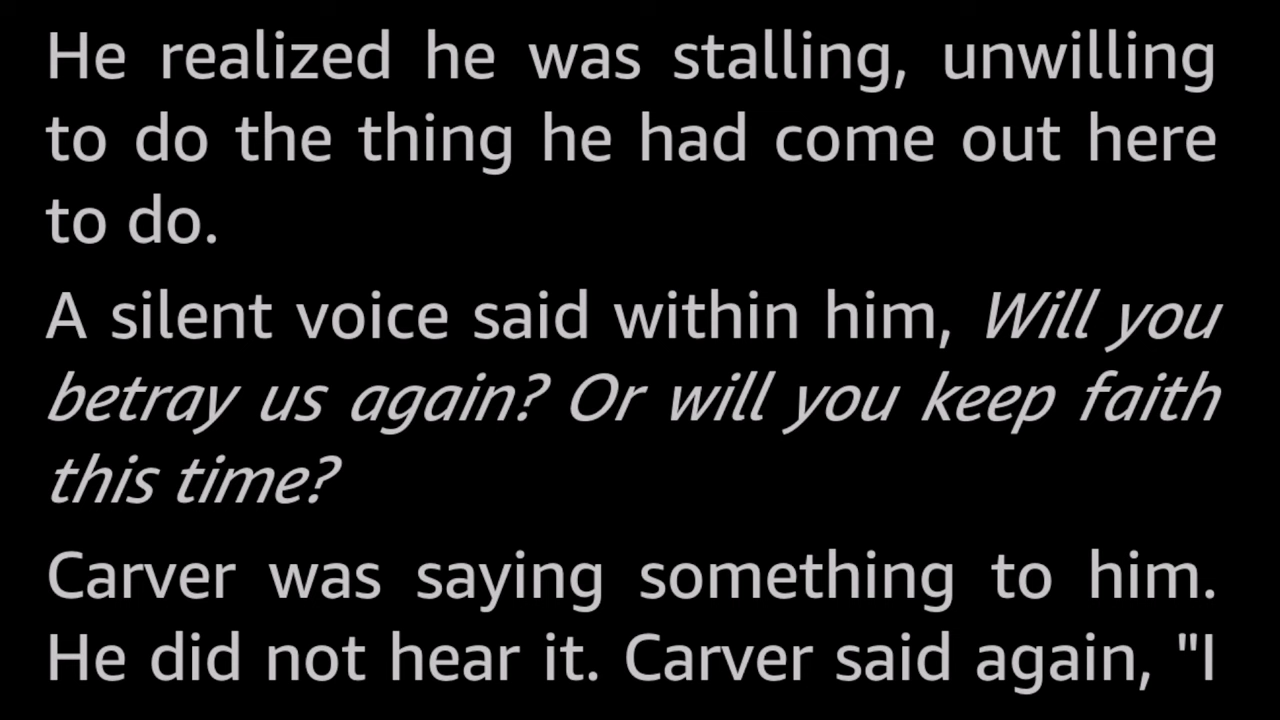 He realized he was stalling, unwilling
to do the thing he had come out here
to do.
A silent voice said within him, Will you
betray us again? Or will you keep faith
this time?
Carver was saying something to him.
He did not hear it. Carver said again, "I